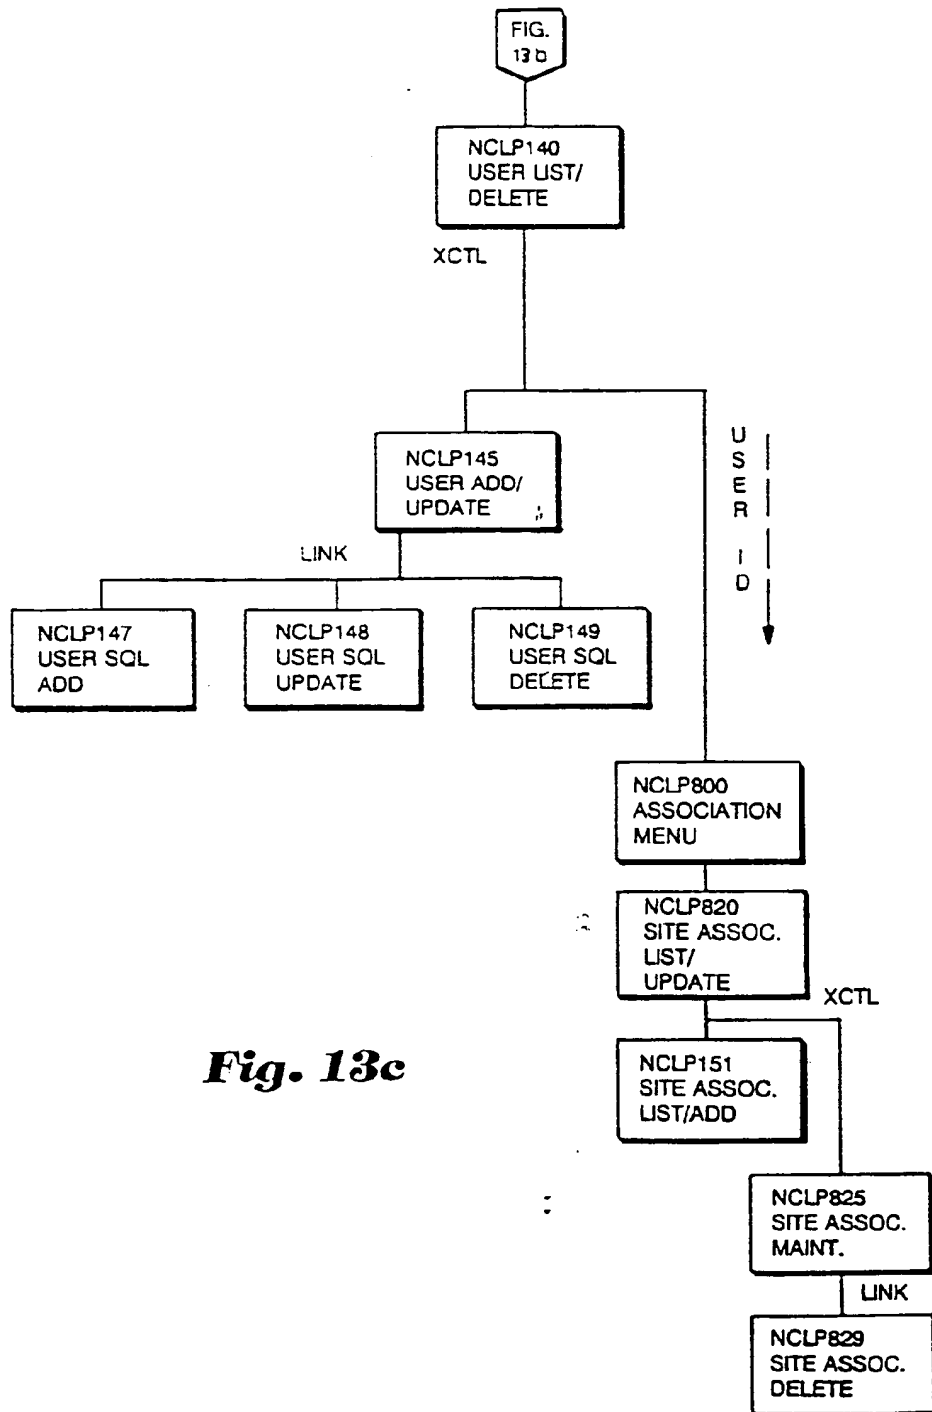 FIG.
13b
NCLP140
USER LIST/
DELETE
XCTL
NCLP145
USER ADD/
UPDATE
USER ID
LINK
NCLP147
USER SQL
ADD
NCLP148
USER SQL
UPDATE
NCLP149
USER SQL
DELETE
NCLP800
ASSOCIATION
MENU
NCLP820
SITE ASSOC.
LIST/
UPDATE
XCTL
NCLP151
SITE ASSOC.
LIST/ADD
Fig. 13c
NCLP825
SITE ASSOC.
MAINT.
LINK
NCLP829
SITE ASSOC.
DELETE